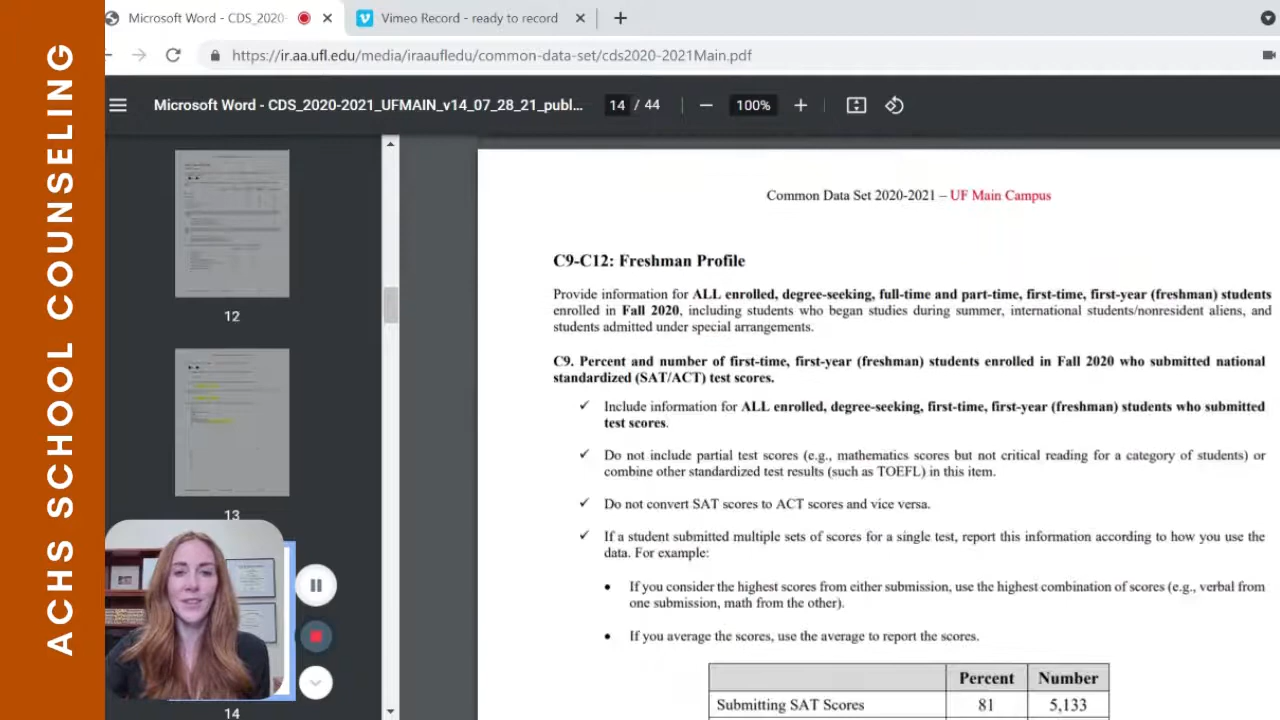 ACHS SCHOOL COUNSELING
Microsoft Word - CDS_2020-
Vimeo Record - ready to record
https://ir.aa.ufl.edu/media/iraaufledu/common-data-set/cds2020-2021Main.pdf
Microsoft Word - CDS_2020-2021_UFMAIN_v14_07_28_21_publ... 14 / 44 100%
12
13
14
Common Data Set 2020-2021 – UF Main Campus
C9-C12: Freshman Profile
Provide information for ALL enrolled, degree-seeking, full-time and part-time, first-time, first-year (freshman) students
enrolled in Fall 2020, including students who began studies during summer, international students/nonresident aliens, and
students admitted under special arrangements.
C9. Percent and number of first-time, first-year (freshman) students enrolled in Fall 2020 who submitted national
standardized (SAT/ACT) test scores.
✓ Include information for ALL enrolled, degree-seeking, first-time, first-year (freshman) students who submitted
test scores.
✓ Do not include partial test scores (e.g., mathematics scores but not critical reading for a category of students) or
combine other standardized test results (such as TOEFL) in this item.
✓ Do not convert SAT scores to ACT scores and vice versa.
✓ If a student submitted multiple sets of scores for a single test, report this information according to how you use the
data. For example:
• If you consider the highest scores from either submission, use the highest combination of scores (e.g., verbal from
one submission, math from the other).
• If you average the scores, use the average to report the scores.
Percent Number
Submitting SAT Scores 81 5,133